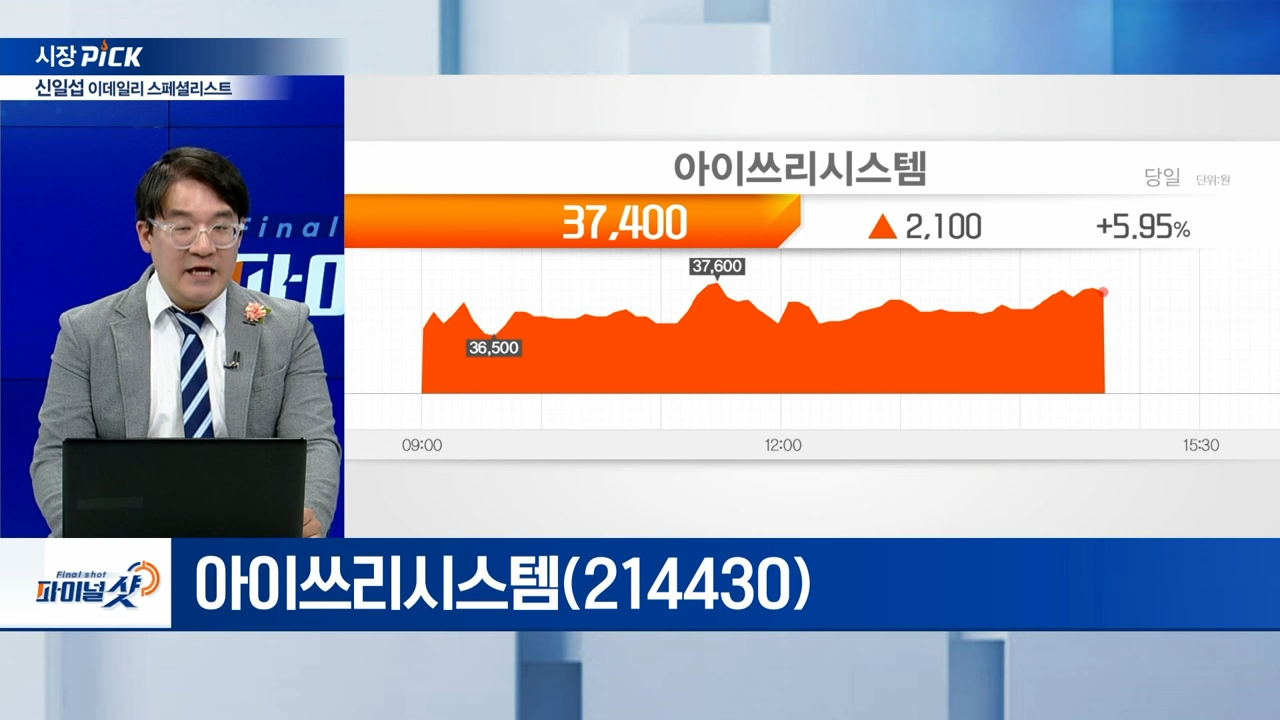 시장 PiCK
신일섭 이데일리 스페셜리스트
Final
파이
아이쓰리시스템
당일 단위:원
37,400 ▲ 2,100 +5.95%
37,600
36,500
09:00 12:00 15:30
Final shot
파이널샷
아이쓰리시스템(214430)